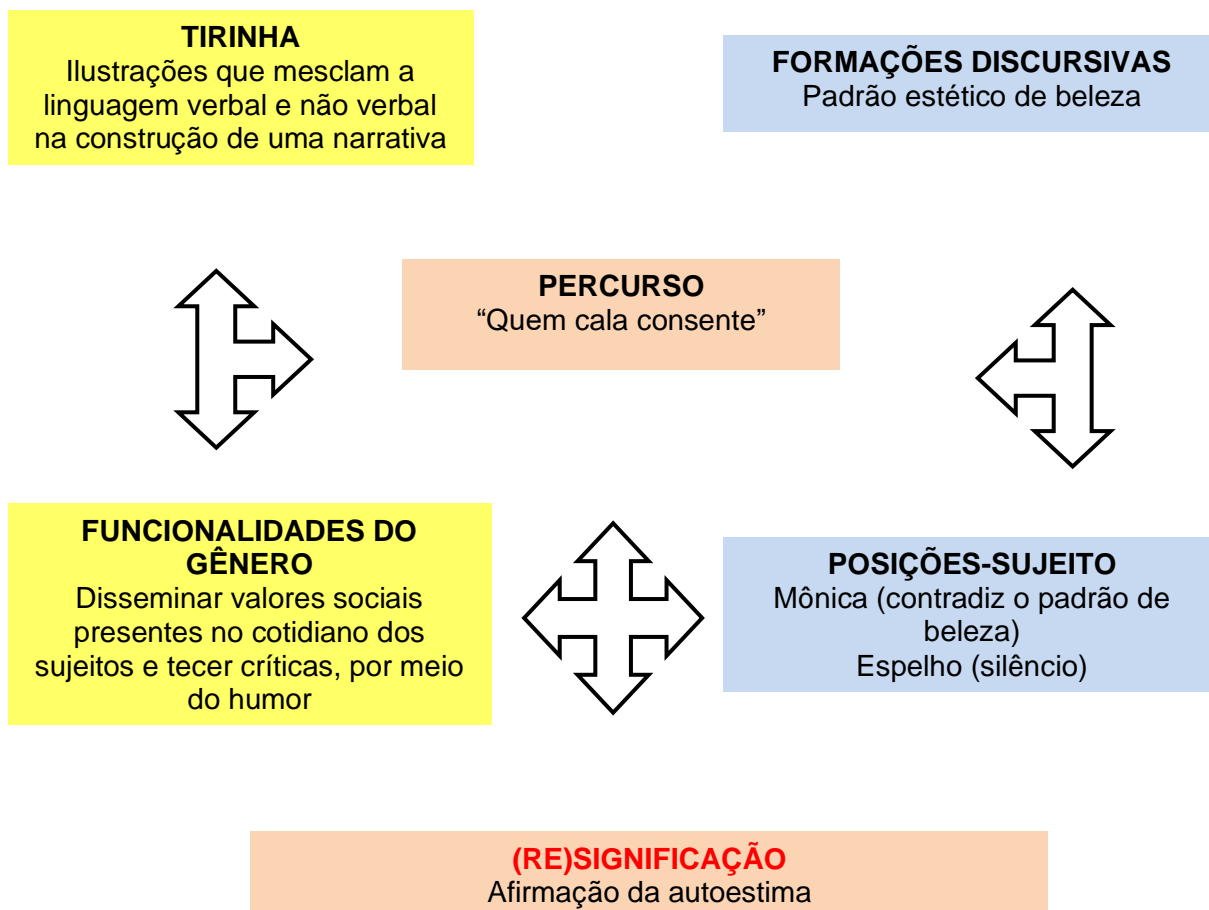 TIRINHA
Ilustrações que mesclam a
linguagem verbal e não verbal
na construção de uma narrativa
FORMAÇÕES DISCURSIVAS
Padrão estético de beleza
PERCURSO
“Quem cala consente”
FUNCIONALIDADES DO
GÊNERO
Disseminar valores sociais
presentes no cotidiano dos
sujeitos e tecer críticas, por meio
do humor
POSIÇÕES-SUJEITO
Mônica (contradiz o padrão de
beleza)
Espelho (silêncio)
(RE)SIGNIFICAÇÃO
Afirmação da autoestima